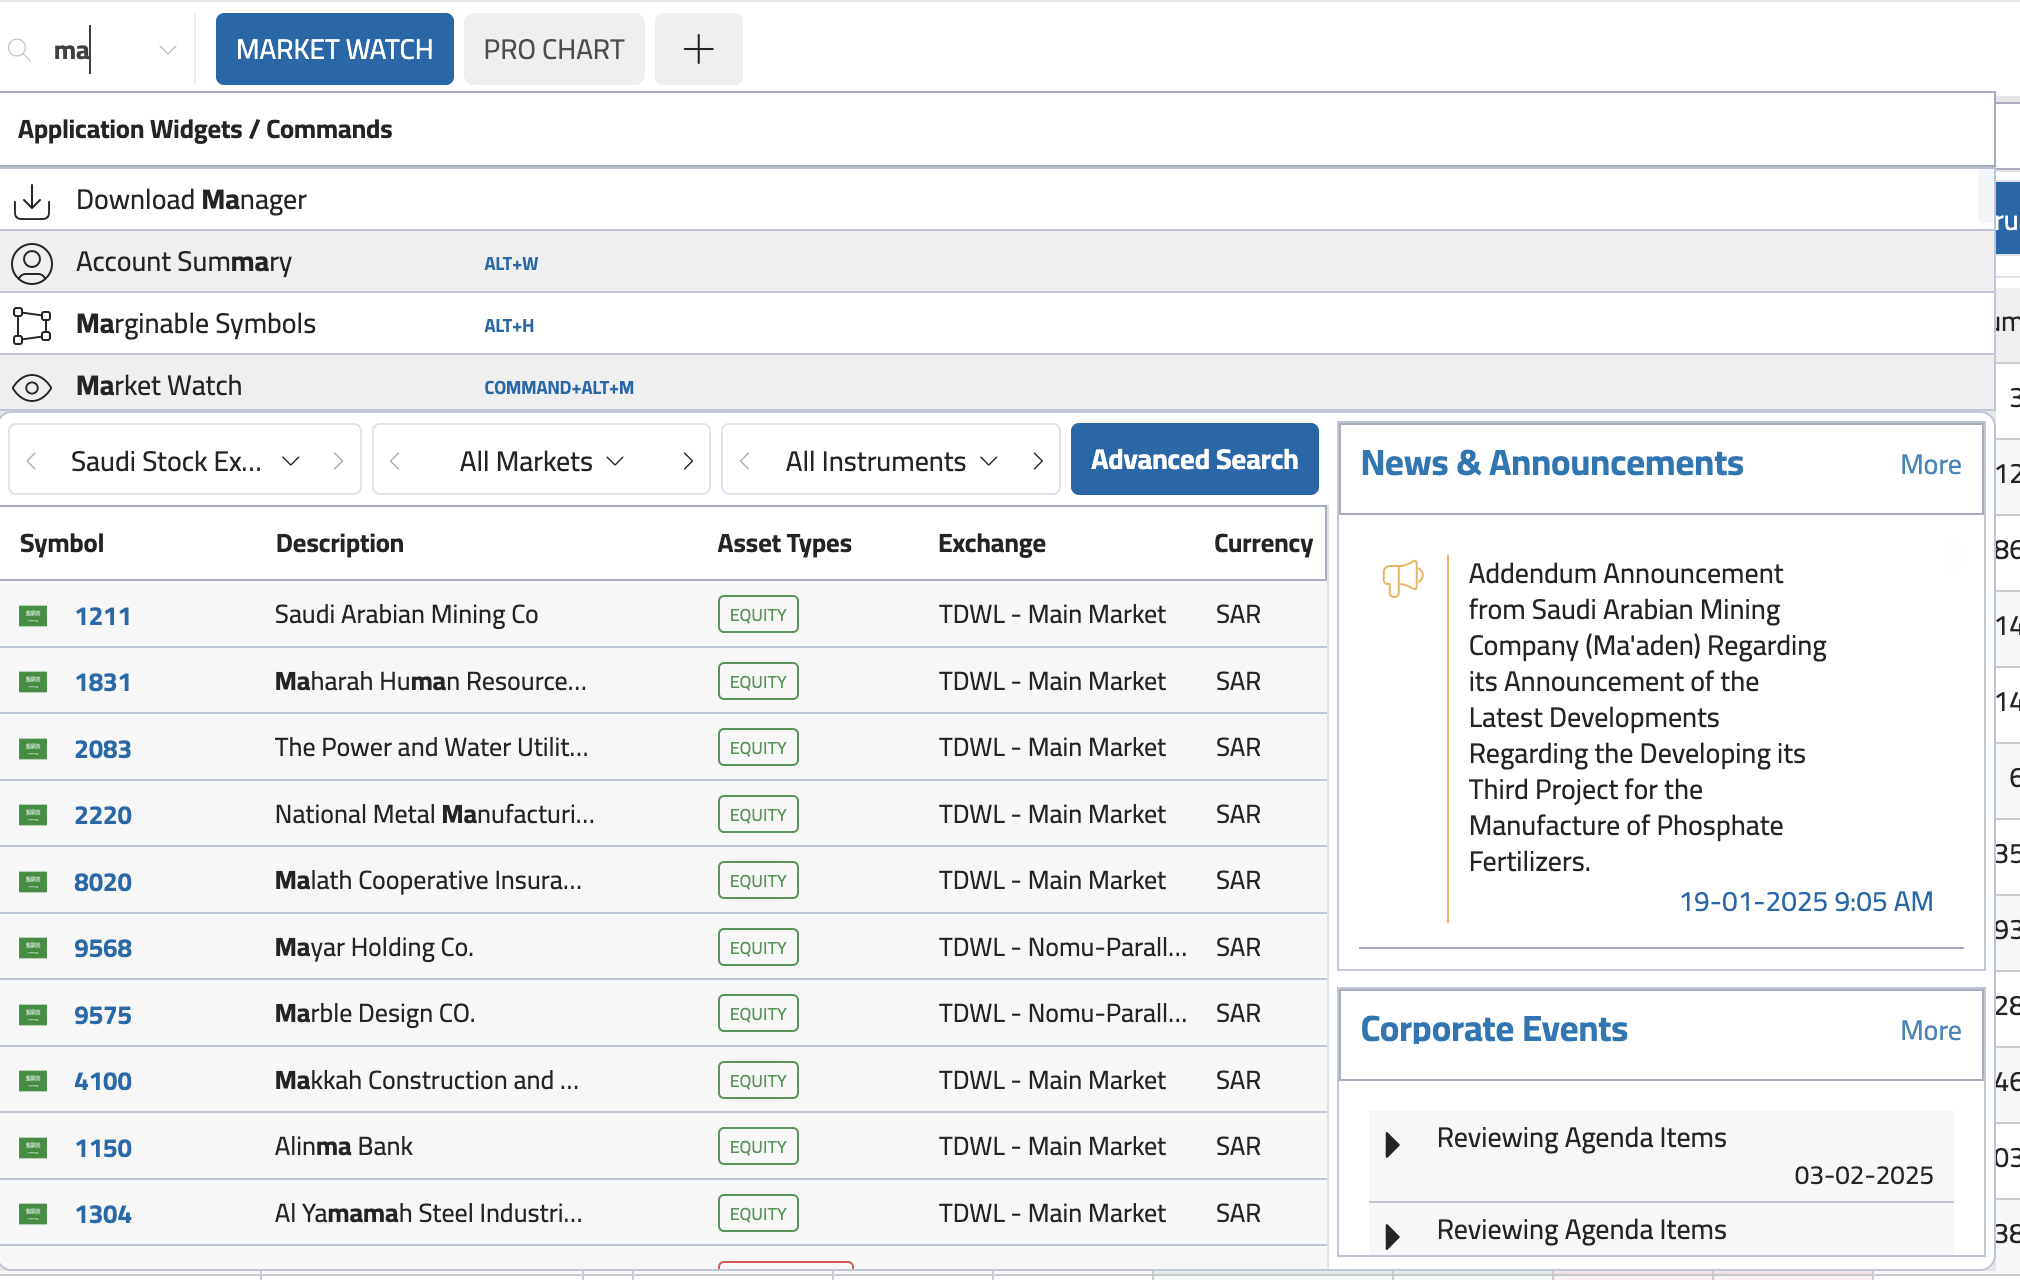 ma
MARKET WATCH
PRO CHART
Application Widgets / Commands
Download Manager
Account Summary ALT+W
Marginable Symbols ALT+H
Market Watch COMMAND+ALT+M
Saudi Stock Ex... All Markets All Instruments Advanced Search
Symbol Description Asset Types Exchange Currency
1211 Saudi Arabian Mining Co EQUITY TDWL - Main Market SAR
1831 Maharah Human Resource... EQUITY TDWL - Main Market SAR
2083 The Power and Water Utilit... EQUITY TDWL - Main Market SAR
2220 National Metal Manufacturi... EQUITY TDWL - Main Market SAR
8020 Malath Cooperative Insura... EQUITY TDWL - Main Market SAR
9568 Mayar Holding Co. EQUITY TDWL - Nomu-Parall... SAR
9575 Marble Design CO. EQUITY TDWL - Nomu-Parall... SAR
4100 Makkah Construction and ... EQUITY TDWL - Main Market SAR
1150 Alinma Bank EQUITY TDWL - Main Market SAR
1304 Al Yamamah Steel Industri... EQUITY TDWL - Main Market SAR
News & Announcements More
Addendum Announcement
from Saudi Arabian Mining
Company (Ma'aden) Regarding
its Announcement of the
Latest Developments
Regarding the Developing its
Third Project for the
Manufacture of Phosphate
Fertilizers.
19-01-2025 9:05 AM
Corporate Events More
Reviewing Agenda Items
03-02-2025
Reviewing Agenda Items